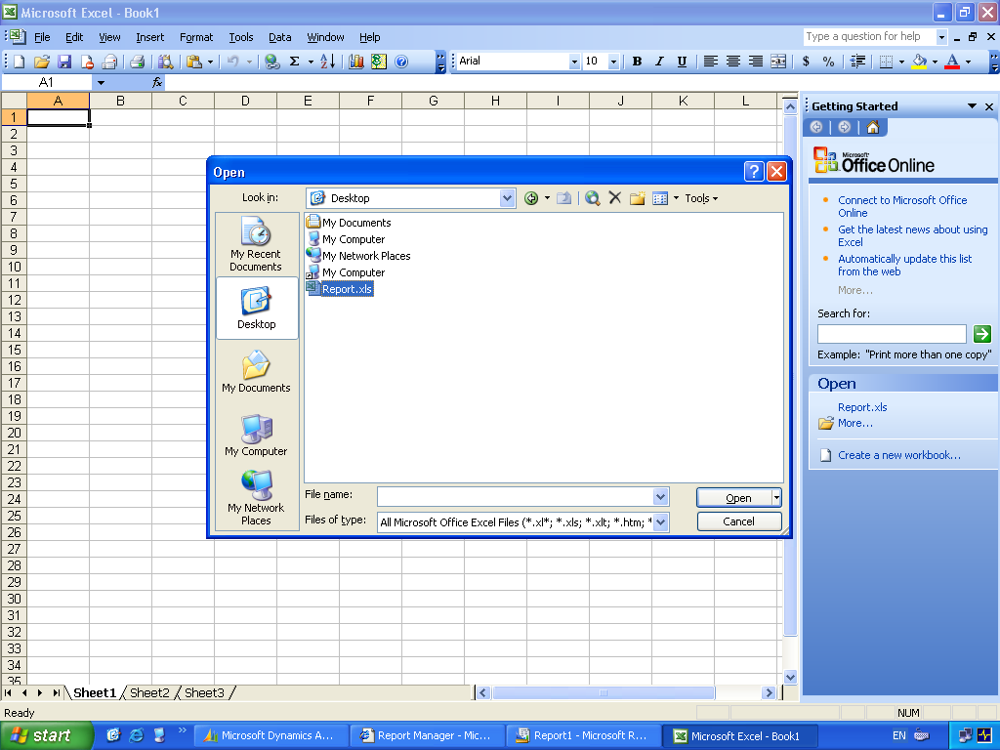 Microsoft Excel - Book1
File Edit View Insert Format Tools Data Window Help
Type a question for help
Arial 10 B I U $ %
A1 fx
A B C D E F G H I J K L
1
2
3
4
5
6
7
8
9
10
11
12
13
14
15
16
17
18
19
20
21
22
23
24
25
26
27
28
29
30
31
32
33
34
35
Open
Look in: Desktop Tools
My Recent
Documents
Desktop
My Documents
My Computer
My Network
Places
My Documents
My Computer
My Network Places
My Computer
Report.xls
File name:
Files of type: All Microsoft Office Excel Files (*.xl*; *.xls; *.xlt; *.htm; *
Open
Cancel
Getting Started
Microsoft
Office Online
Connect to Microsoft Office
Online
Get the latest news about using
Excel
Automatically update this list
from the web
More...
Search for:
Example: "Print more than one copy"
Open
Report.xls
More...
Create a new workbook...
Sheet1 Sheet2 Sheet3
Ready NUM
start Microsoft Dynamics A... Report Manager - Mic... Report1 - Microsoft R... Microsoft Excel - Book1 EN